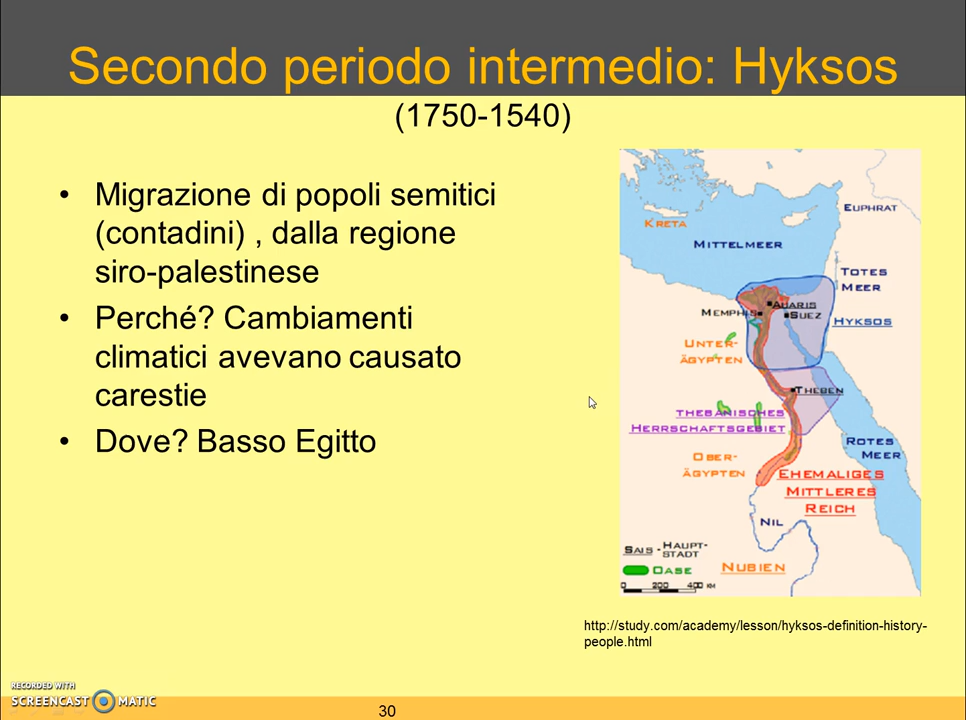 Secondo periodo intermedio: Hyksos
(1750-1540)
• Migrazione di popoli semitici
(contadini) , dalla regione
siro-palestinese
• Perché? Cambiamenti
climatici avevano causato
carestie
• Dove? Basso Egitto
EUPHRAT
KRETA
MITTELMEER
TOTES
MEER
AUARIS
MEMPHIS
SUEZ
HYKSOS
UNTER-
ÄGYPTEN
THEBEN
THEBANISCHES
HERRSCHAFTSGEBIET
ROTES
MEER
OBER-
ÄGYPTEN
EHEMALIGES
MITTLERES
REICH
NIL
SAIS - HAUPT-
STADT
OASE
NUBIEN
0 200 400 KM
http://study.com/academy/lesson/hyksos-definition-history-
people.html
RECORDED WITH
SCREENCAST MATIC
30